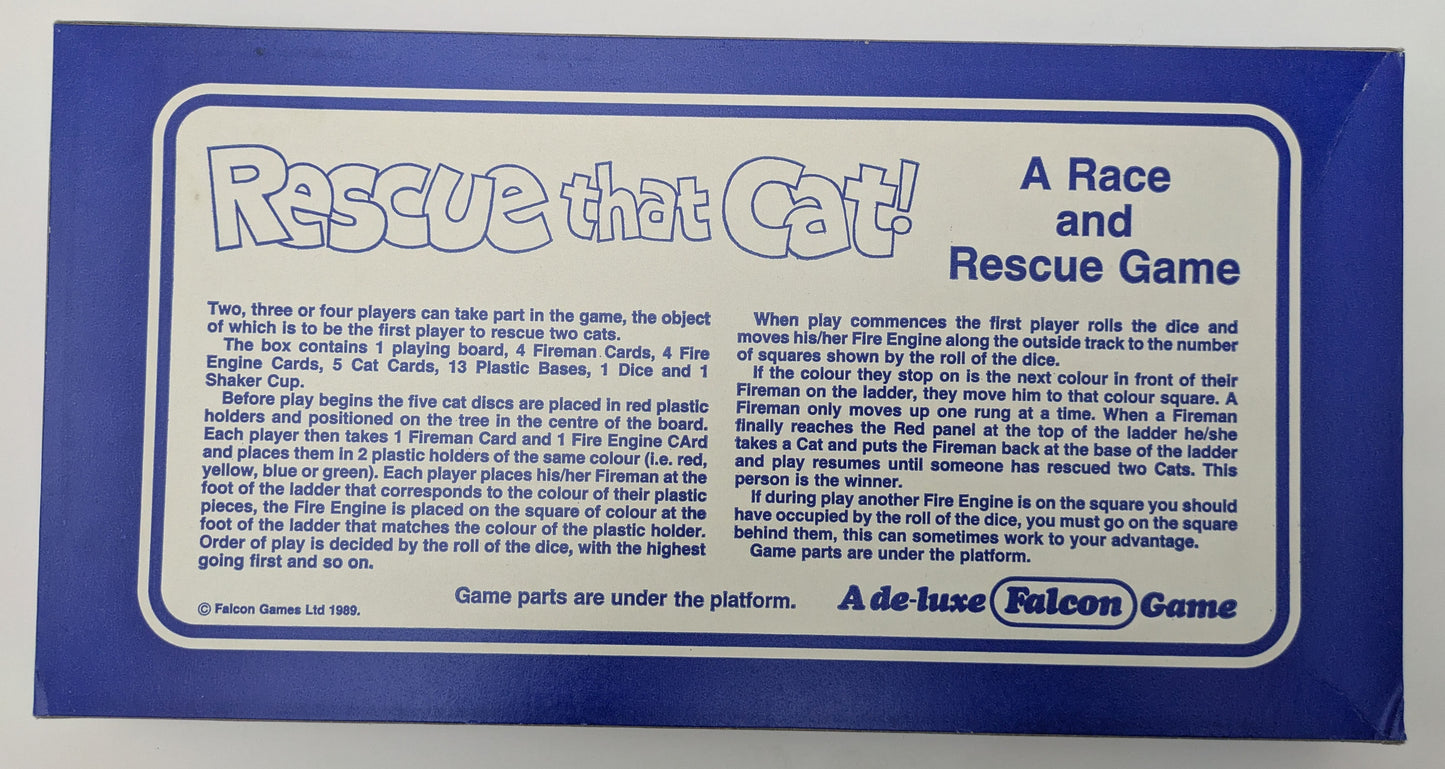 Rescue that Cat!
A Race
and
Rescue Game
Two, three or four players can take part in the game, the object
of which is to be the first player to rescue two cats.
The box contains 1 playing board, 4 Fireman Cards, 4 Fire
Engine Cards, 5 Cat Cards, 13 Plastic Bases, 1 Dice and 1
Shaker Cup.
Before play begins the five cat discs are placed in red plastic
holders and positioned on the tree in the centre of the board.
Each player then takes 1 Fireman Card and 1 Fire Engine CArd
and places them in 2 plastic holders of the same colour (i.e. red,
yellow, blue or green). Each player places his/her Fireman at the
foot of the ladder that corresponds to the colour of their plastic
pieces, the Fire Engine is placed on the square of colour at the
foot of the ladder that matches the colour of the plastic holder.
Order of play is decided by the roll of the dice, with the highest
going first and so on.
When play commences the first player rolls the dice and
moves his/her Fire Engine along the outside track to the number
of squares shown by the roll of the dice.
If the colour they stop on is the next colour in front of their
Fireman on the ladder, they move him to that colour square. A
Fireman only moves up one rung at a time. When a Fireman
finally reaches the Red panel at the top of the ladder he/she
takes a Cat and puts the Fireman back at the base of the ladder
and play resumes until someone has rescued two Cats. This
person is the winner.
If during play another Fire Engine is on the square you should
have occupied by the roll of the dice, you must go on the square
behind them, this can sometimes work to your advantage.
Game parts are under the platform.
© Falcon Games Ltd 1989.
Game parts are under the platform.
A de-luxe Falcon Game